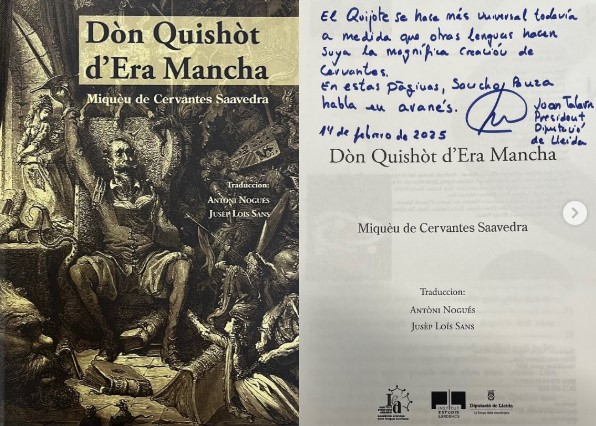 Dòn Quishòt
d'Era Mancha
Miquèu de Cervantes Saavedra
Traduccion:
ANTÒNI NOGUÉS
JUSÈP LOÍS SANS
El Quijote se hace más universal todavía
a medida que otras lenguas hacen
suya la magnífica creación de
Cervantes.
En estas páginas, Sancho Panza
habla en aranés.
Joan Talarn
President
Diputació
de Lleida
14 de febrero de 2025
Dòn Quishòt d'Era Mancha
Miquèu de Cervantes Saavedra
Traduccion:
ANTÒNI NOGUÉS
JUSÈP LOÍS SANS
Diputació de Lleida